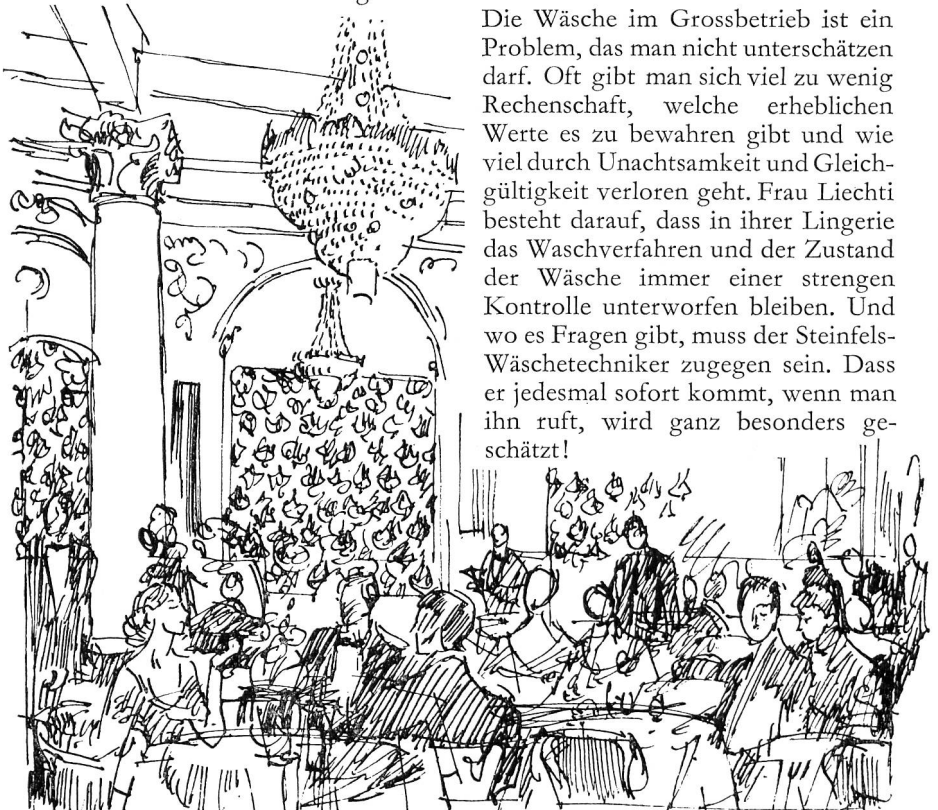 Die Wäsche im Grossbetrieb ist ein
Problem, das man nicht unterschätzen
darf. Oft gibt man sich viel zu wenig
Rechenschaft, welche erheblichen
Werte es zu bewahren gibt und wie
viel durch Unachtsamkeit und Gleich-
gültigkeit verloren geht. Frau Liechti
besteht darauf, dass in ihrer Lingerie
das Waschverfahren und der Zustand
der Wäsche immer einer strengen
Kontrolle unterworfen bleiben. Und
wo es Fragen gibt, muss der Steinfels-
Wäschetechniker zugegen sein. Dass
er jedesmal sofort kommt, wenn man
ihn ruft, wird ganz besonders ge-
schätzt!